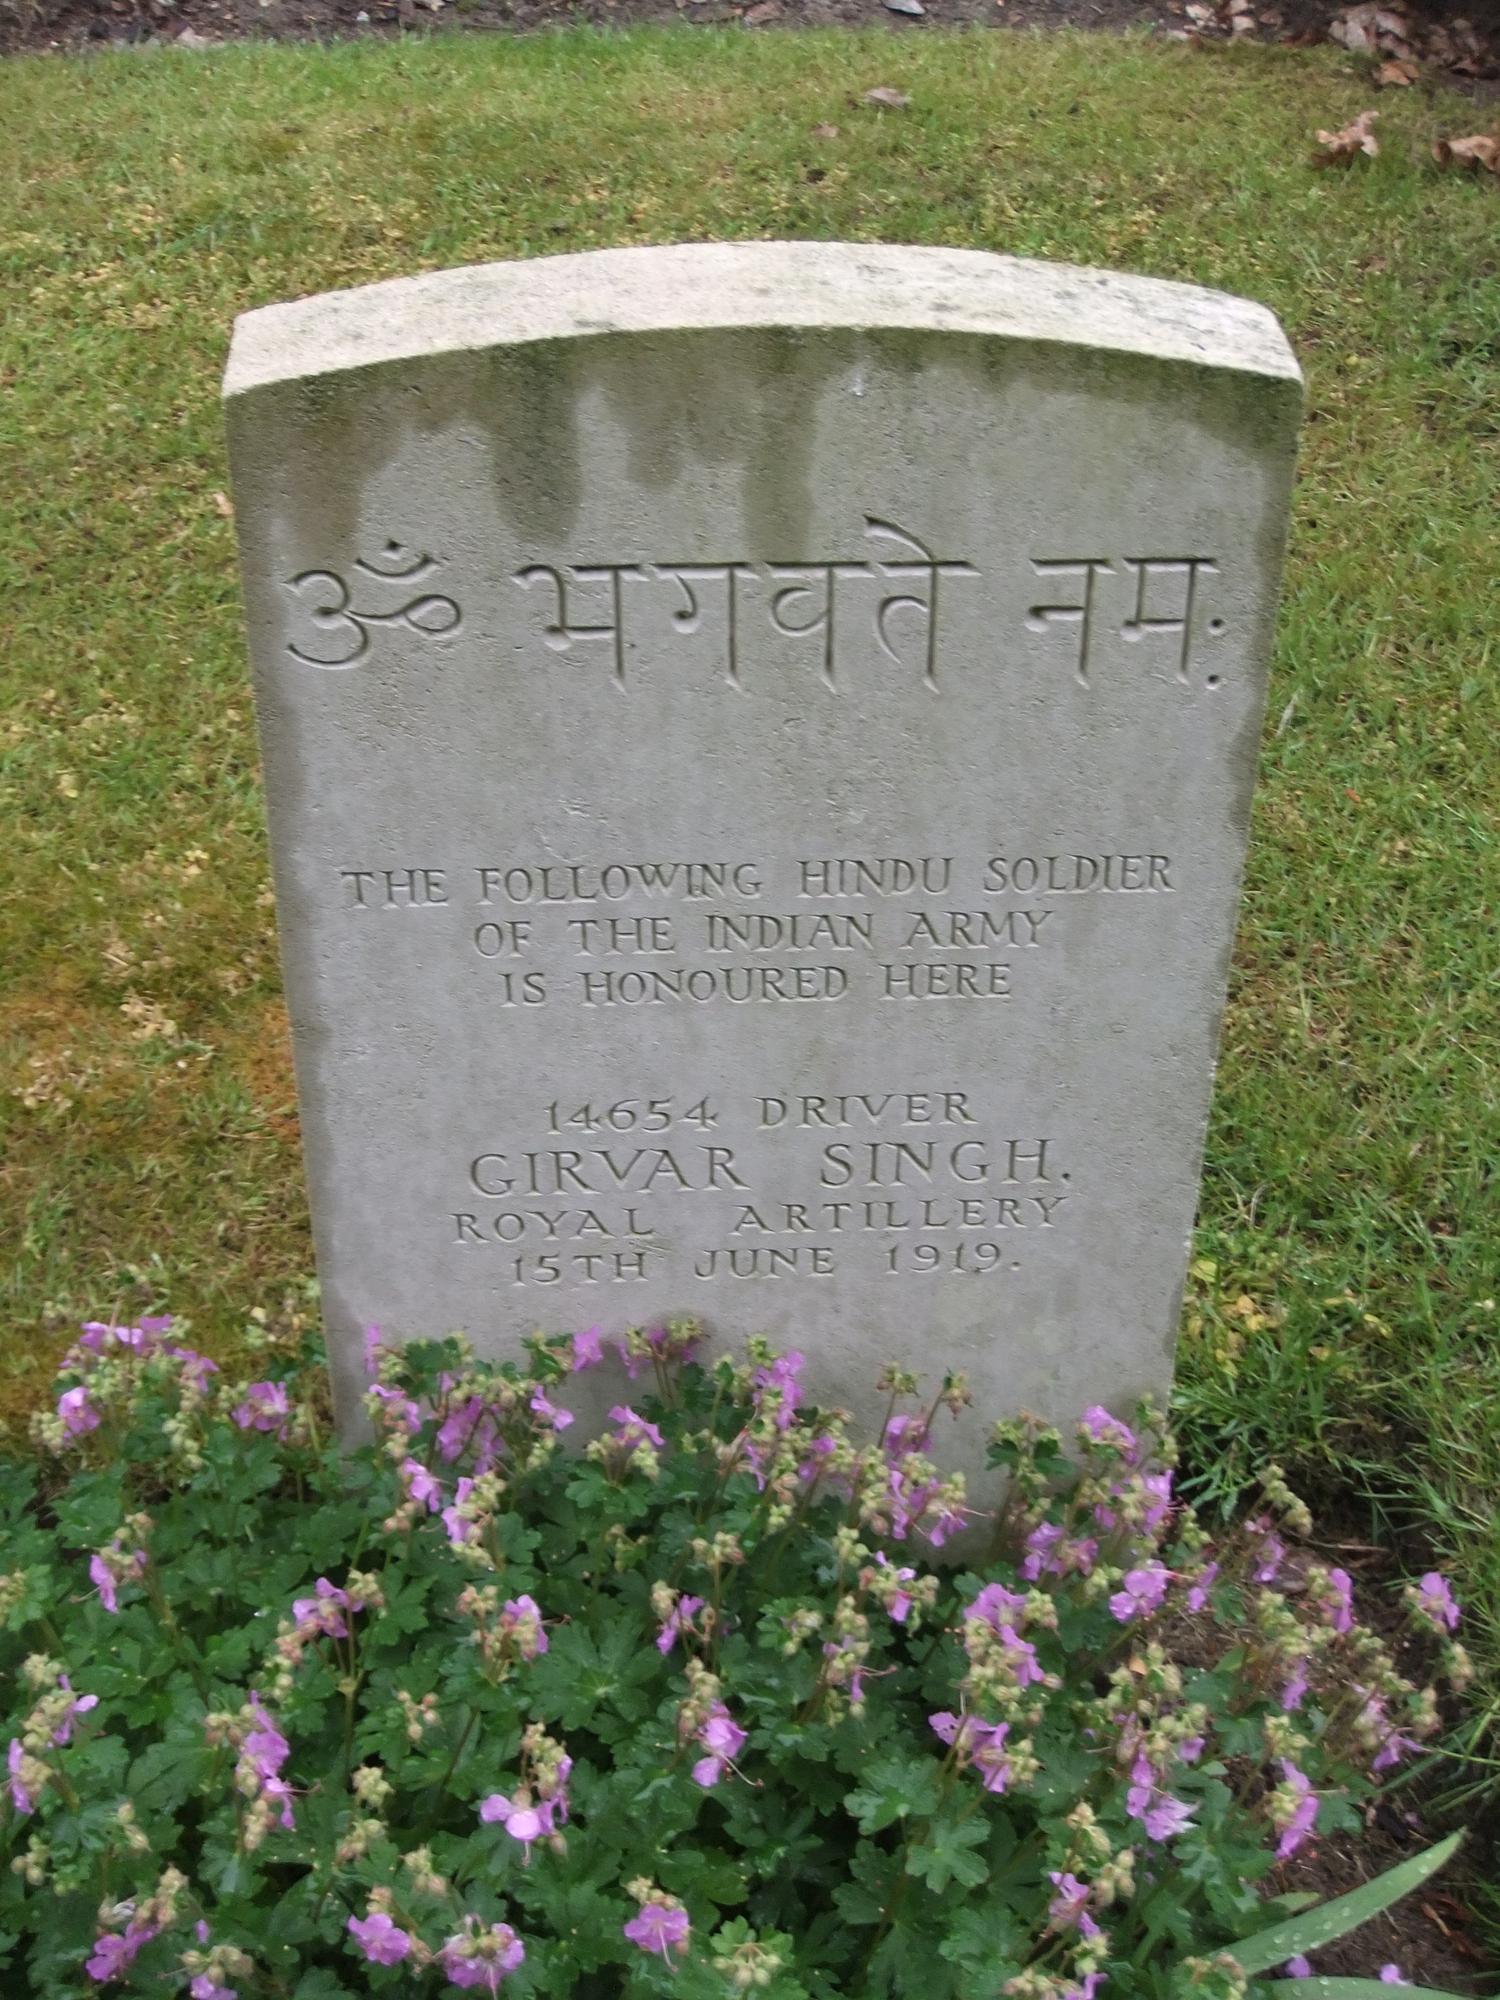 ॐ भगवते नमः
THE FOLLOWING HINDU SOLDIER
OF THE INDIAN ARMY
IS HONOURED HERE
14654 DRIVER
GIRVAR SINGH.
ROYAL ARTILLERY
15TH JUNE 1919.